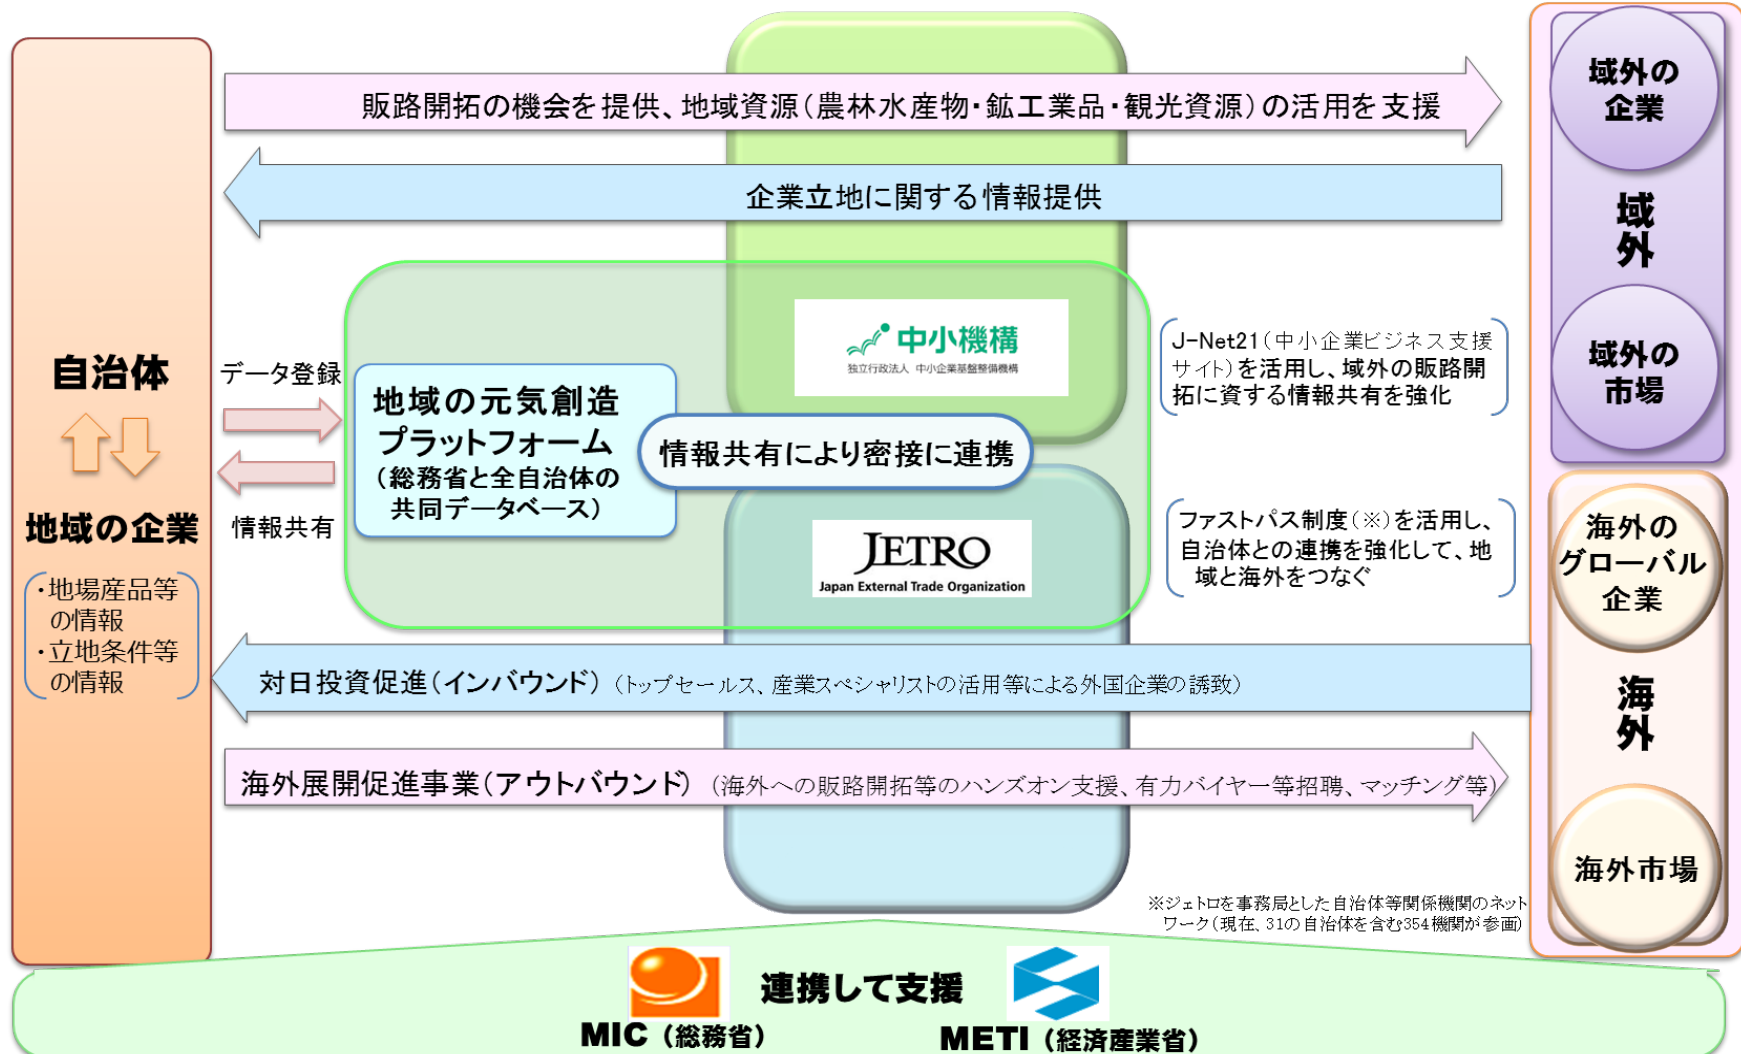 販路開拓の機会を提供、地域資源（農林水産物・鉱工業品・観光資源）の活用を支援
企業立地に関する情報提供
域外の
企業
域外
域外の
市場
自治体
地域の企業
・地場産品等
の情報
・立地条件等
の情報
データ登録
情報共有
地域の元気創造
プラットフォーム
（総務省と全自治体の
共同データベース）
中小機構
独立行政法人 中小企業基盤整備機構
情報共有により密接に連携
JETRO
Japan External Trade Organization
J-Net21（中小企業ビジネス支援
サイト）を活用し、域外の販路開
拓に資する情報共有を強化
ファストパス制度（※）を活用し、
自治体との連携を強化して、地
域と海外をつなぐ
海外の
グローバル
企業
海外
海外市場
対日投資促進（インバウンド）（トップセールス、産業スペシャリストの活用等による外国企業の誘致）
海外展開促進事業（アウトバウンド）（海外への販路開拓等のハンズオン支援、有力バイヤー等招聘、マッチング等）
※ジェトロを事務局とした自治体等関係機関のネット
ワーク（現在、31の自治体を含む354機関が参画）
連携して支援
MIC（総務省）
METI（経済産業省）